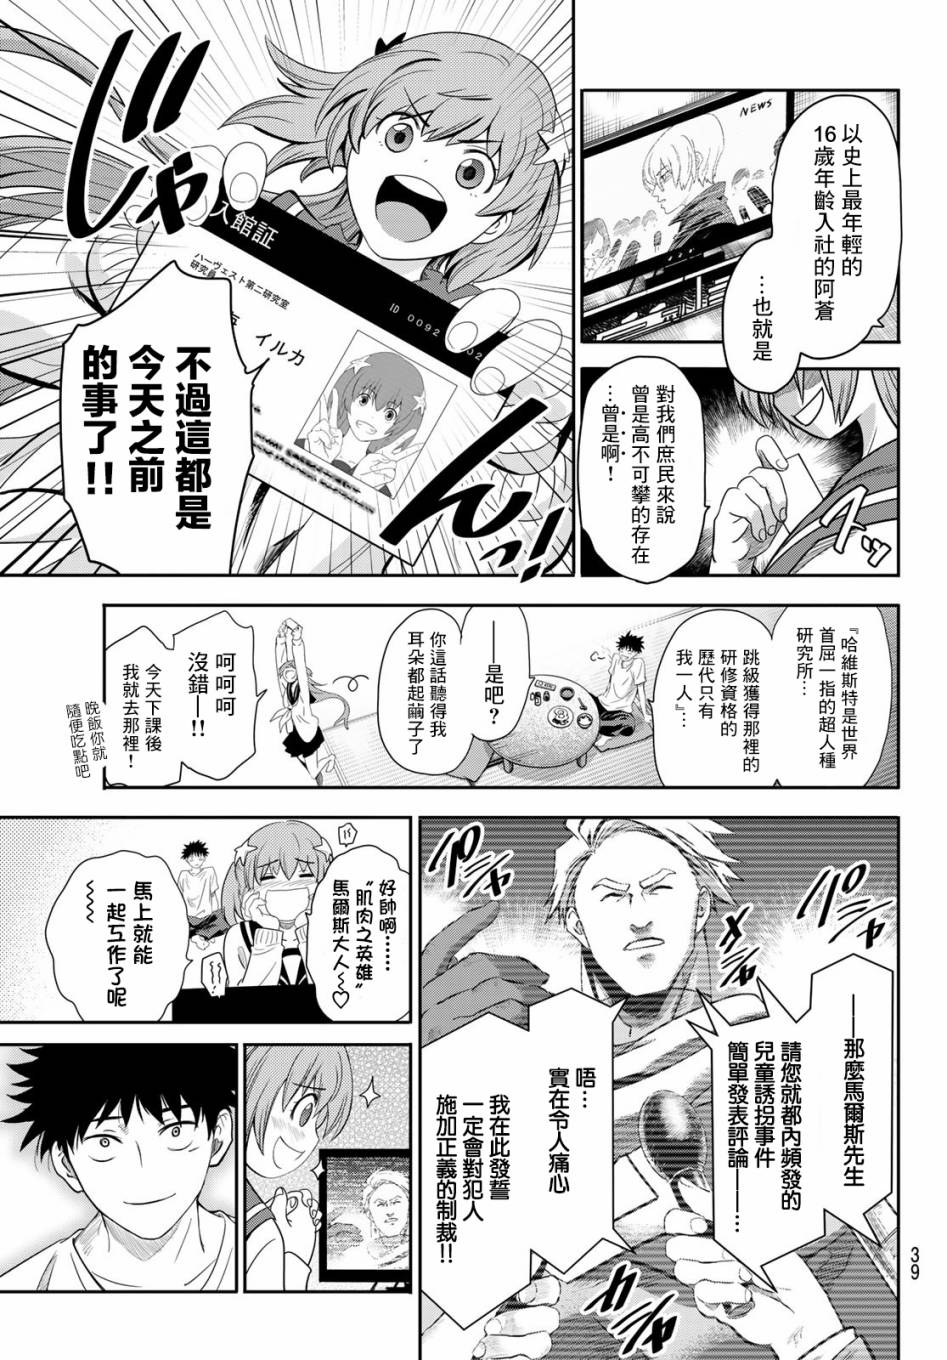 NEWS
以史上最年輕的
16歲年齡入社的阿蒼
…也就是
對我們庶民來說
曾是高不可攀的存在
…曾是啊！
ガッ
じゃ
入館証
ハーヴェスト第二研究室
ID 0092
イルカ
不過這都是
今天之前
的事了!!
んっ!
『哈維斯特是世界
首屈一指的超人種
研究所…
跳級獲得那裡的
研修資格的
歷代只有
我一人』…
——是吧？
你這話聽得我
耳朵都起繭子了
呵呵呵
沒錯——!!
今天下課後
我就去那裡！
晚飯你就
隨便吃點吧
——那麼馬爾斯先生
請您就都內頻發的
兒童誘拐事件
簡單發表評論——…
プニッ
プニッ
唔…
實在令人痛心
我在此發誓
一定會對犯人
施加正義的制裁!!
好帥啊……
〝肌肉之英雄〞
馬爾斯大人~♡
馬上就能
一起工作了呢
~~
39